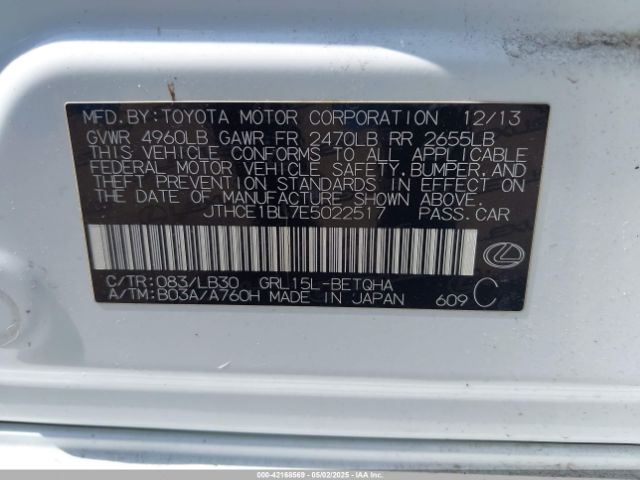 MFD. BY: TOYOTA MOTOR CORPORATION 12/13
GVWR 4960LB GAWR FR 2470LB RR 2655LB
THIS VEHICLE CONFORMS TO ALL APPLICABLE
FEDERAL MOTOR VEHICLE SAFETY, BUMPER, AND
THEFT PREVENTION STANDARDS IN EFFECT ON
THE DATE OF MANUFACTURE SHOWN ABOVE.
JTHCE1BL7E5022517 PASS. CAR
C/TR: 083/LB30 GRL15L-BETQHA
A/TM: B03A/A760H MADE IN JAPAN 609 C
000-42168569 - 05/02/2025 - IAAI.COM